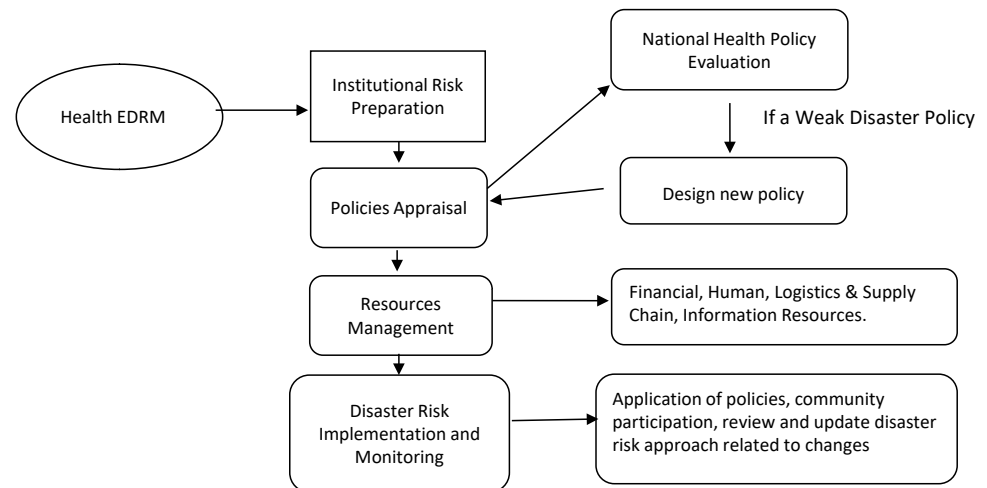 National Health Policy
Evaluation
Institutional Risk
Preparation
Health EDRM
If a Weak Disaster Policy
Policies Appraisal
Design new policy
Resources
Management
Financial, Human, Logistics & Supply
Chain, Information Resources.
Disaster Risk
Implementation and
Monitoring
Application of policies, community
participation, review and update disaster
risk approach related to changes